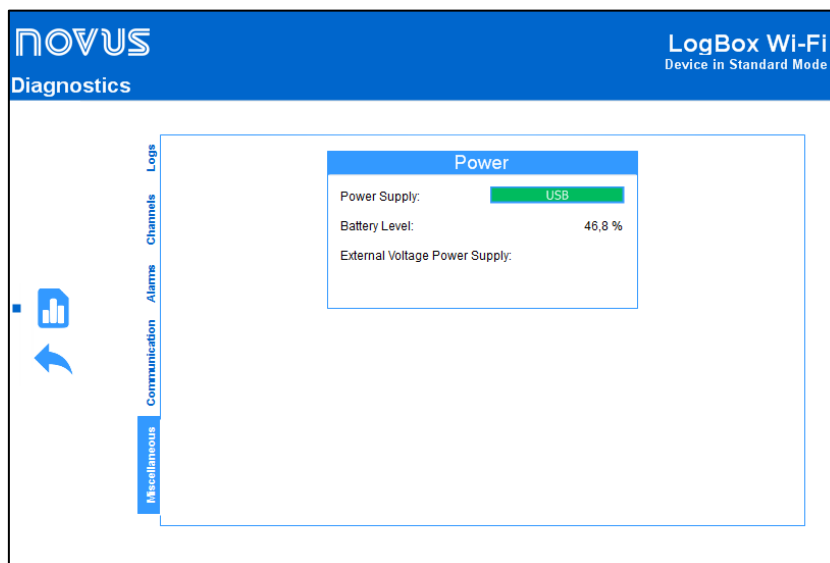 NOVUS
LogBox Wi-Fi
Device in Standard Mode
Diagnostics
Logs
Channels
Alarms
Communication
Miscellaneous
Power
Power Supply: USB
Battery Level: 46,8 %
External Voltage Power Supply: